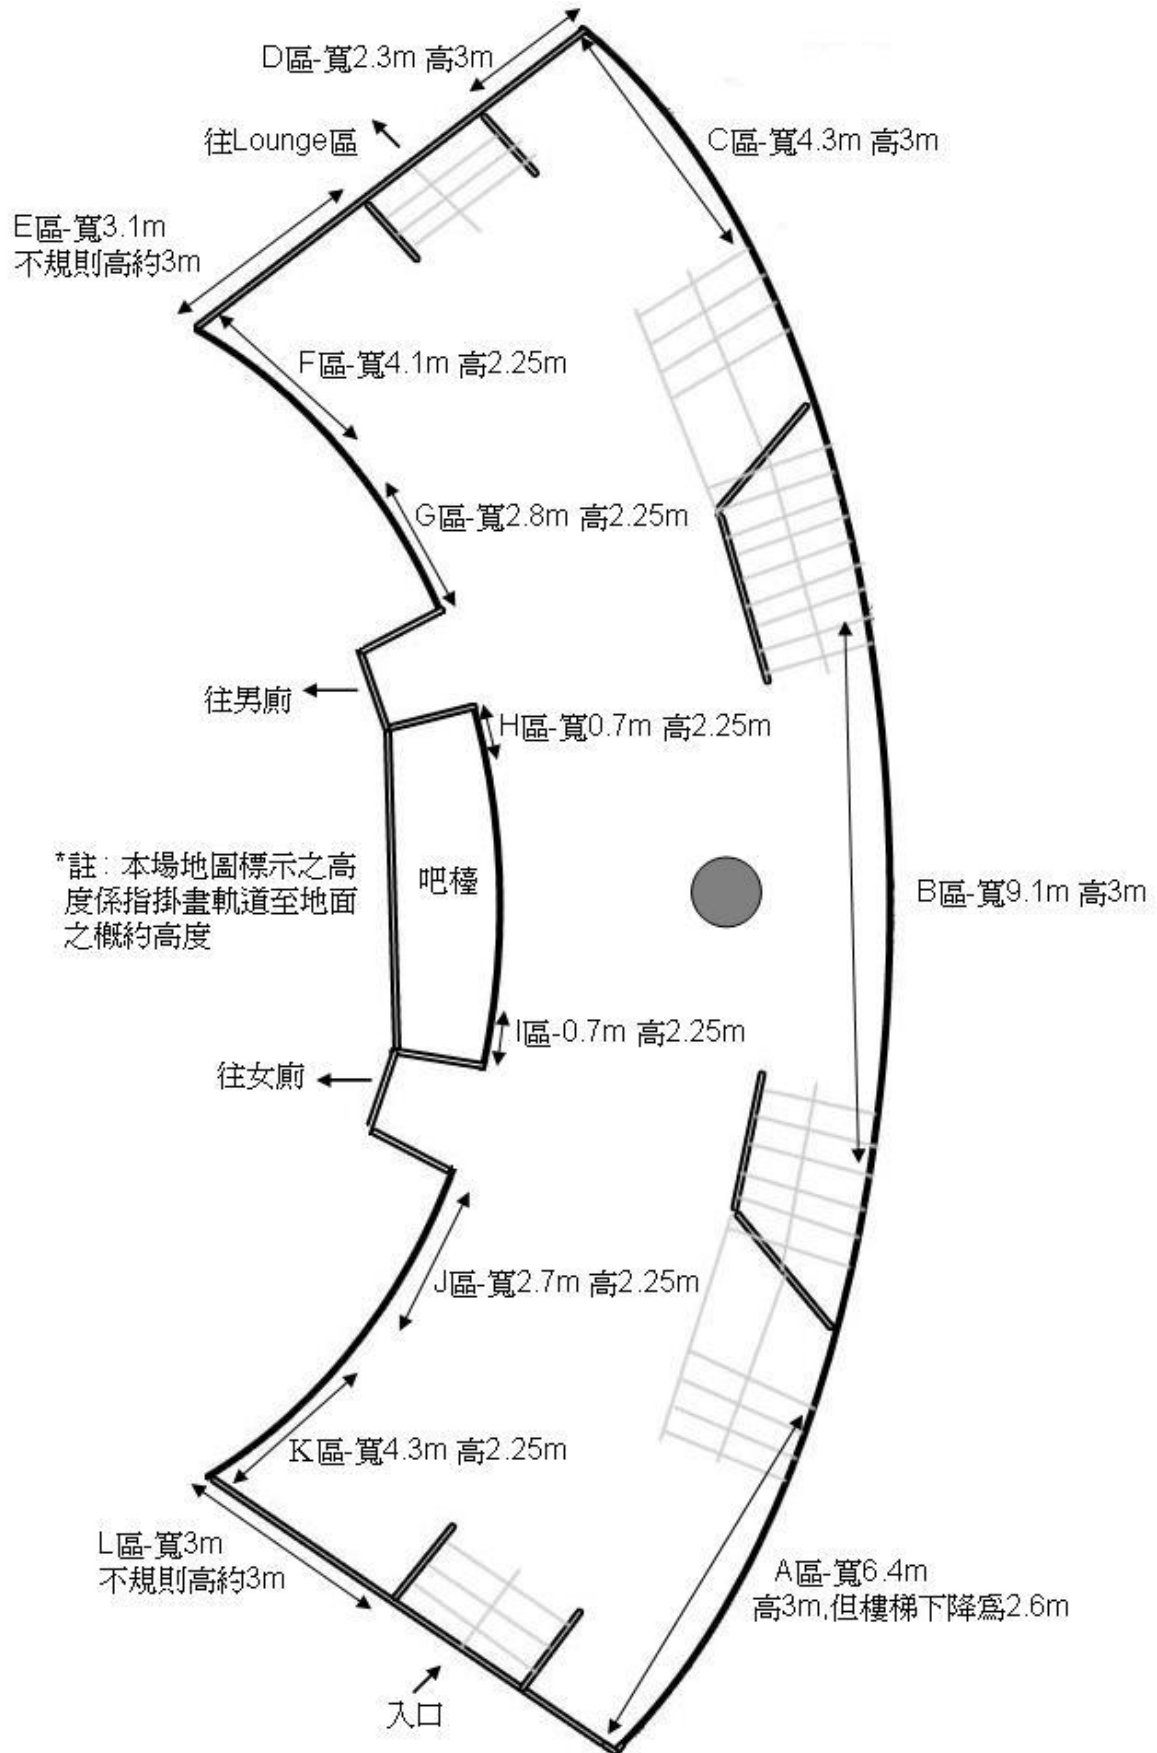 D區-寬2.3m 高3m
往Lounge區
C區-寬4.3m 高3m
E區-寬3.1m
不規則高約3m
F區-寬4.1m 高2.25m
G區-寬2.8m 高2.25m
往男廁
H區-寬0.7m 高2.25m
*註：本場地圖標示之高
度係指掛畫軌道至地面
之概約高度
吧檯
B區-寬9.1m 高3m
I區-0.7m 高2.25m
往女廁
J區-寬2.7m 高2.25m
K區-寬4.3m 高2.25m
L區-寬3m
不規則高約3m
A區-寬6.4m
高3m,但樓梯下降爲2.6m
入口